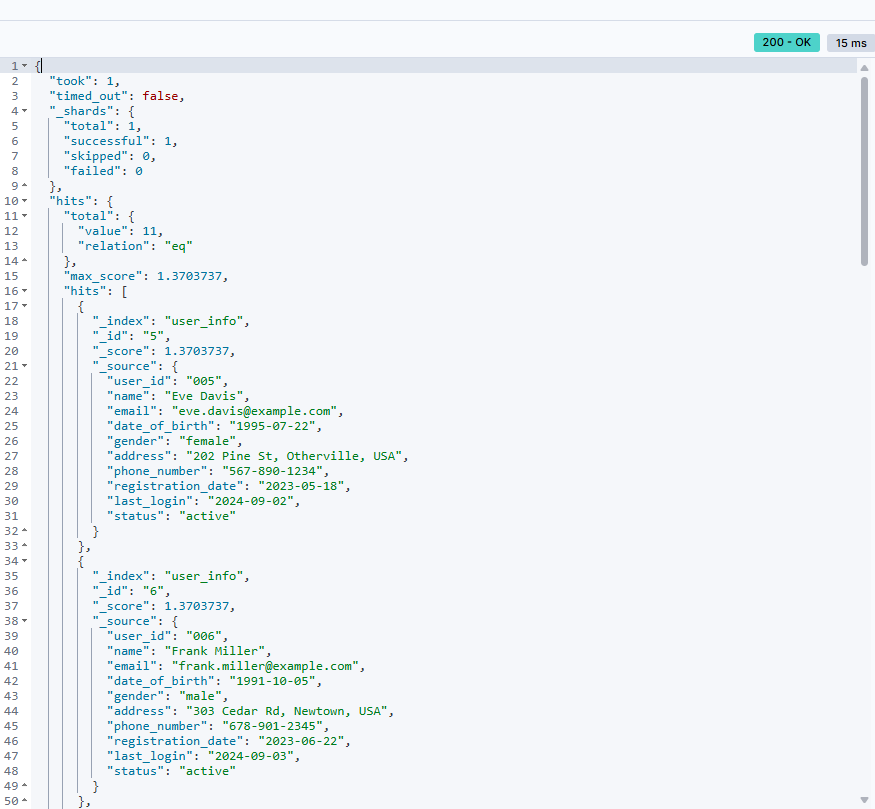 200 - OK 15 ms
1 {
2 "took": 1,
3 "timed_out": false,
4 "_shards": {
5 "total": 1,
6 "successful": 1,
7 "skipped": 0,
8 "failed": 0
9 },
10 "hits": {
11 "total": {
12 "value": 11,
13 "relation": "eq"
14 },
15 "max_score": 1.3703737,
16 "hits": [
17 {
18 "_index": "user_info",
19 "_id": "5",
20 "_score": 1.3703737,
21 "_source": {
22 "user_id": "005",
23 "name": "Eve Davis",
24 "email": "eve.davis@example.com",
25 "date_of_birth": "1995-07-22",
26 "gender": "female",
27 "address": "202 Pine St, Otherville, USA",
28 "phone_number": "567-890-1234",
29 "registration_date": "2023-05-18",
30 "last_login": "2024-09-02",
31 "status": "active"
32 }
33 },
34 {
35 "_index": "user_info",
36 "_id": "6",
37 "_score": 1.3703737,
38 "_source": {
39 "user_id": "006",
40 "name": "Frank Miller",
41 "email": "frank.miller@example.com",
42 "date_of_birth": "1991-10-05",
43 "gender": "male",
44 "address": "303 Cedar Rd, Newtown, USA",
45 "phone_number": "678-901-2345",
46 "registration_date": "2023-06-22",
47 "last_login": "2024-09-03",
48 "status": "active"
49 }
50 },